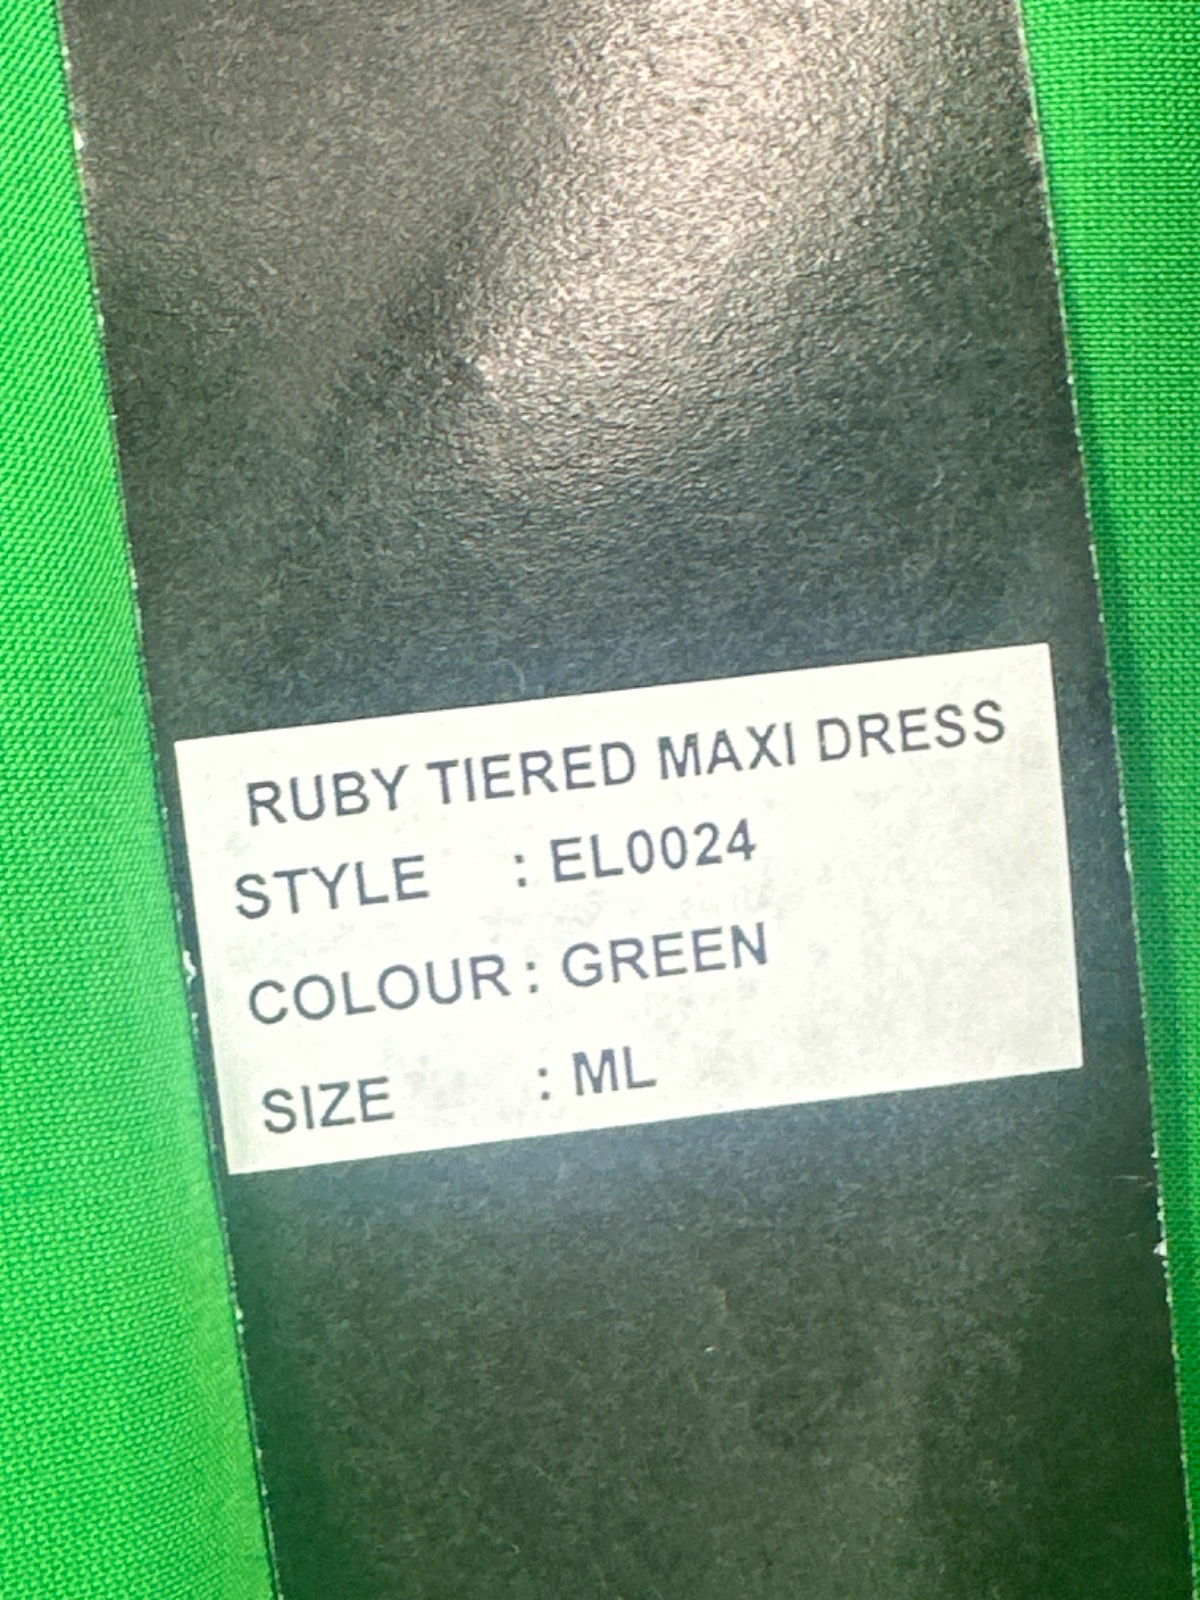 RUBY TIERED MAXI DRESS
STYLE : EL0024
COLOUR : GREEN
SIZE : ML